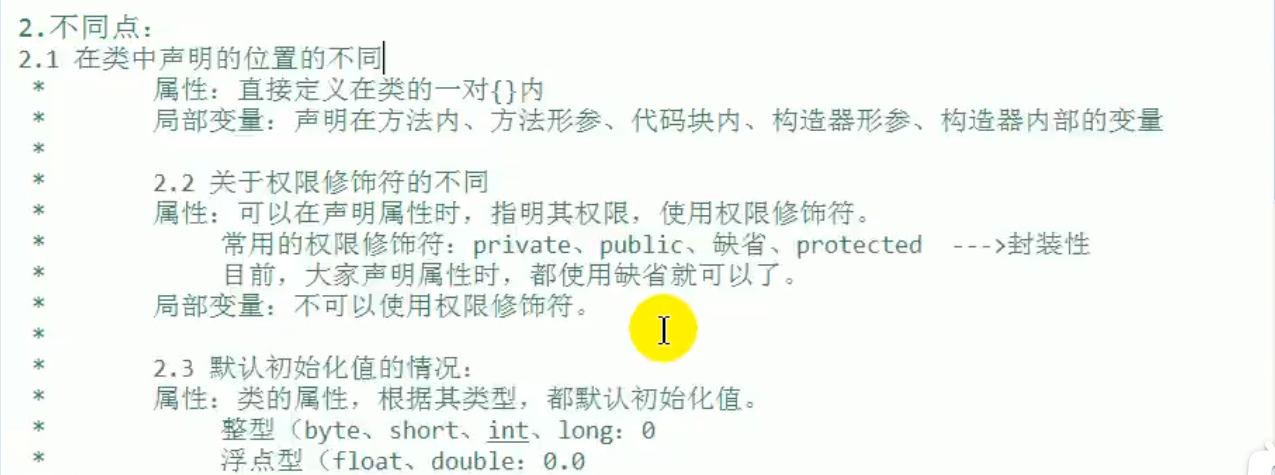 2.不同点：
2.1 在类中声明的位置的不同
* 属性：直接定义在类的一对{}内
* 局部变量：声明在方法内、方法形参、代码块内、构造器形参、构造器内部的变量
*
* 2.2 关于权限修饰符的不同
* 属性：可以在声明属性时，指明其权限，使用权限修饰符。
* 常用的权限修饰符：private、public、缺省、protected --->封装性
* 目前，大家声明属性时，都使用缺省就可以了。
* 局部变量：不可以使用权限修饰符。
*
* 2.3 默认初始化值的情况：
* 属性：类的属性，根据其类型，都默认初始化值。
* 整型（byte、short、int、long：0
* 浮点型（float、double：0.0